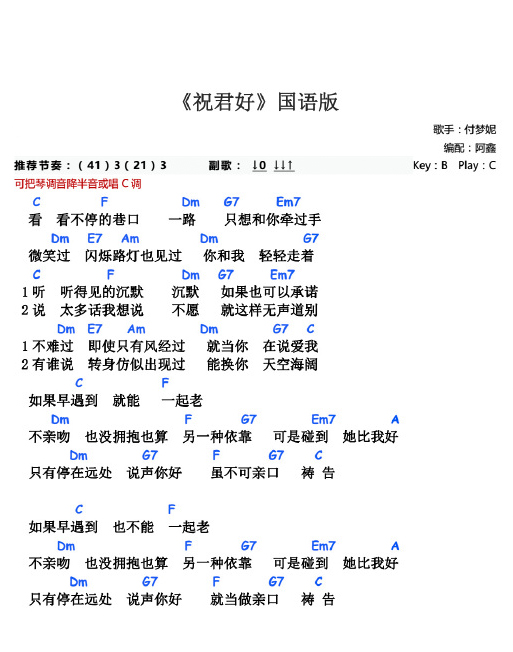 《祝君好》国语版
歌手：付梦妮
编配：阿鑫
推荐节奏：（41）3（21）3 副歌： ↓0 ↓↓↑ Key：B Play：C
可把琴调音降半音或唱 C 调
C F Dm G7 Em7
看 看不停的巷口 一路 只想和你牵过手
Dm E7 Am Dm G7
微笑过 闪烁路灯也见过 你和我 轻轻走着
C F Dm G7 Em7
1 听 听得见的沉默 沉默 如果也可以承诺
2 说 太多话我想说 不愿 就这样无声道别
Dm E7 Am Dm G7 C
1 不难过 即使只有风经过 就当你 在说爱我
2 有谁说 转身仿似出现过 能换你 天空海阔
C F
如果早遇到 就能 一起老
Dm F G7 Em7 A
不亲吻 也没拥抱也算 另一种依靠 可是碰到 她比我好
Dm G7 F G7 C
只有停在远处 说声你好 虽不可亲口 祷 告
C F
如果早遇到 也不能 一起老
Dm F G7 Em7 A
不亲吻 也没拥抱也算 另一种依靠 可是碰到 她比我好
Dm G7 F G7 C
只有停在远处 说声你好 就当做亲口 祷 告